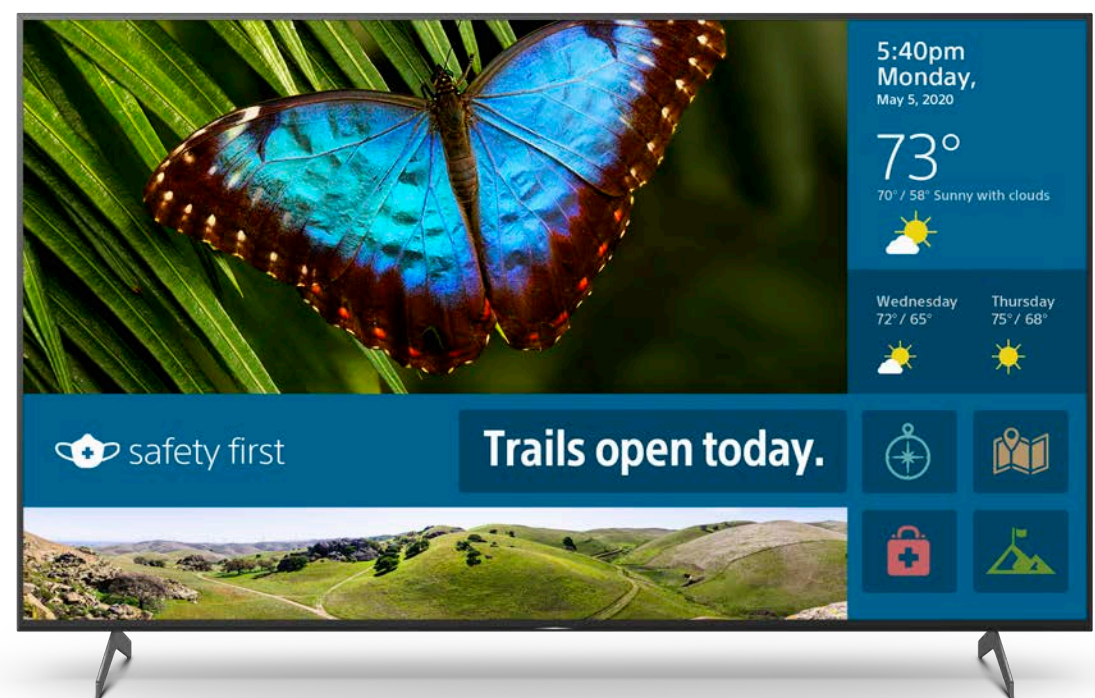 5:40pm
Monday,
May 5, 2020
73°
70° / 58° Sunny with clouds
Wednesday
Thursday
72° / 65°
75° / 68°
safety first
Trails open today.